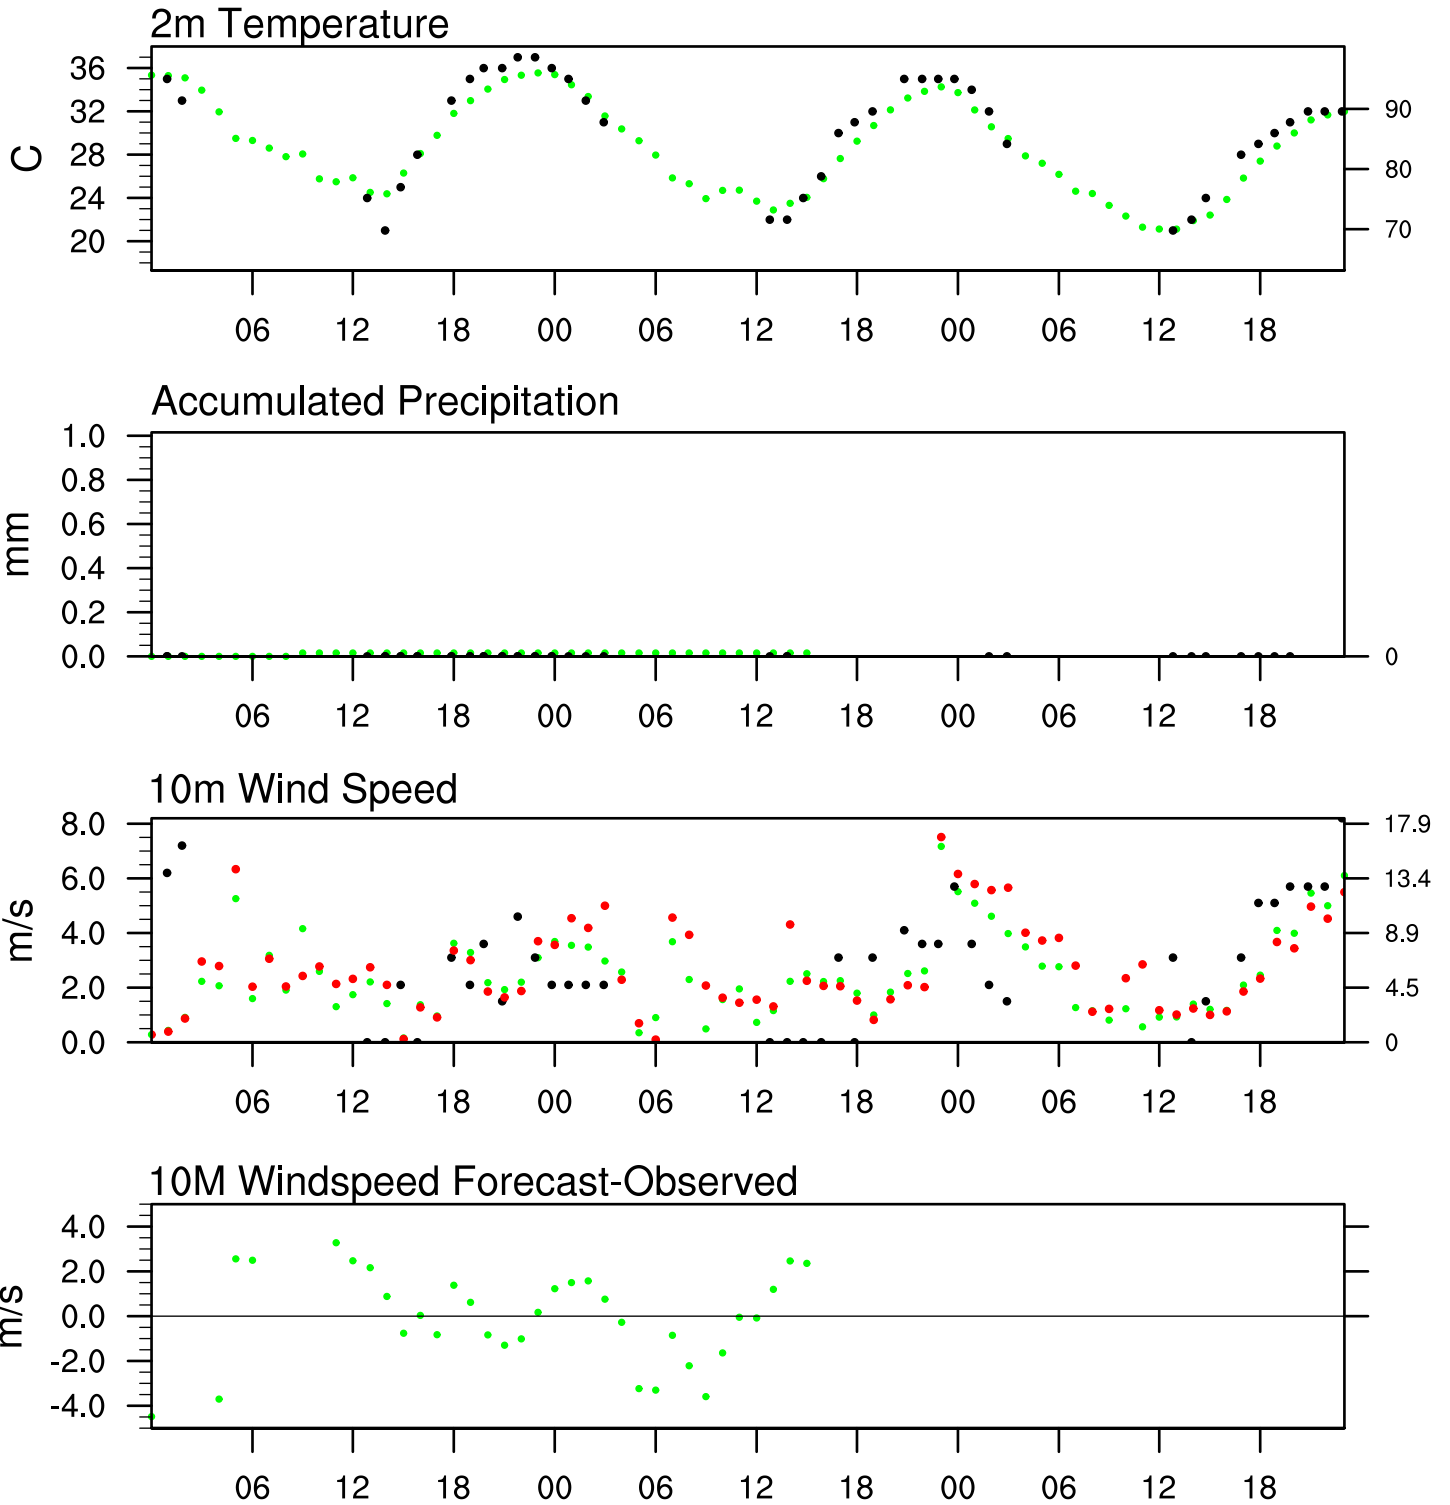 2m Temperature
36
32
28
24
20
C
90
80
70
06 12 18 00 06 12 18 00 06 12 18
Accumulated Precipitation
1.0
0.8
0.6
0.4
0.2
0.0
mm
0
06 12 18 00 06 12 18 00 06 12 18
10m Wind Speed
8.0
6.0
4.0
2.0
0.0
m/s
17.9
13.4
8.9
4.5
0
06 12 18 00 06 12 18 00 06 12 18
10M Windspeed Forecast-Observed
4.0
2.0
0.0
-2.0
-4.0
m/s
06 12 18 00 06 12 18 00 06 12 18